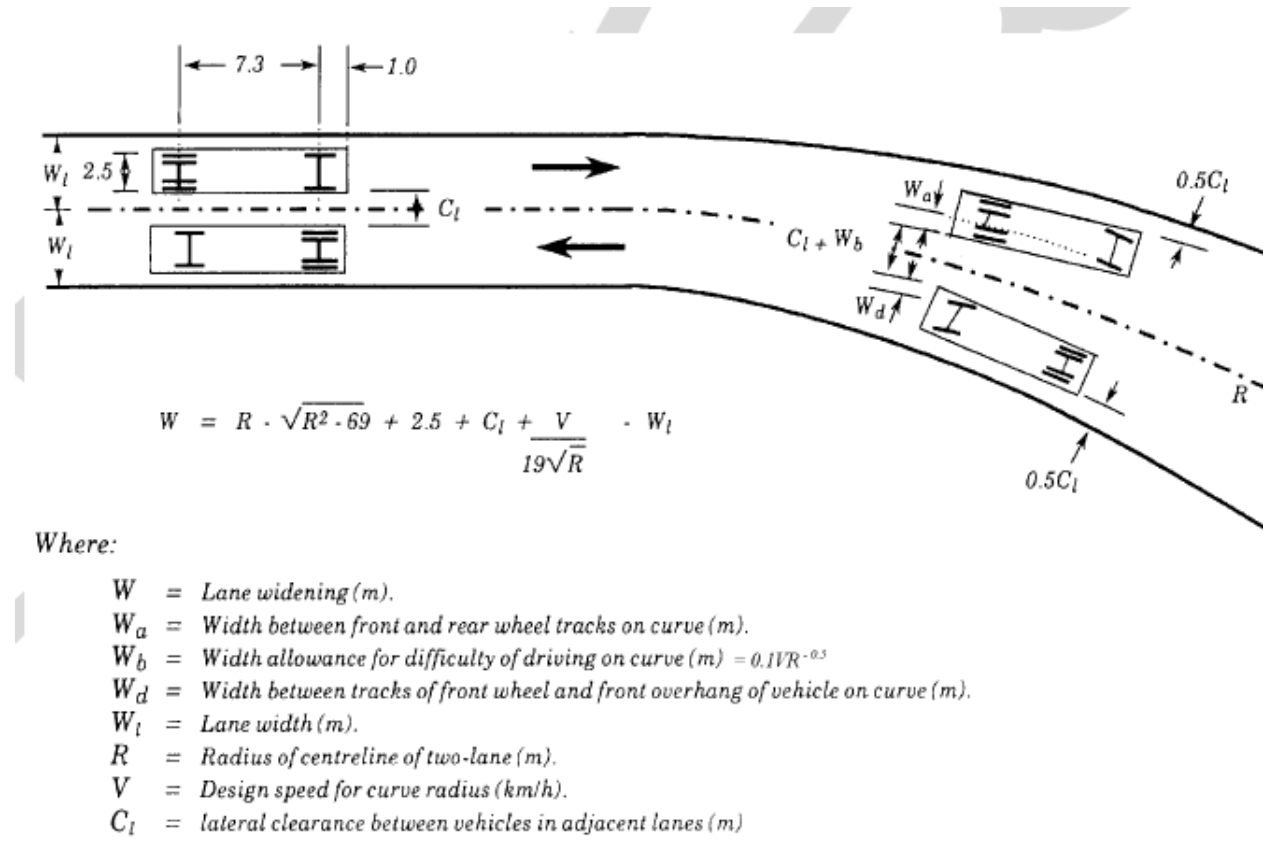 7.3
1.0
W_l 2.5
C_l
W_l
W_a
0.5C_l
C_l + W_b
W_d
R
0.5C_l
W = R - √(R² - 69) + 2.5 + C_l + V/(19√R) - W_l
Where:
W = Lane widening (m).
W_a = Width between front and rear wheel tracks on curve (m).
W_b = Width allowance for difficulty of driving on curve (m) = 0.1VR^-0.5
W_d = Width between tracks of front wheel and front overhang of vehicle on curve (m).
W_l = Lane width (m).
R = Radius of centreline of two-lane (m).
V = Design speed for curve radius (km/h).
C_l = lateral clearance between vehicles in adjacent lanes (m)